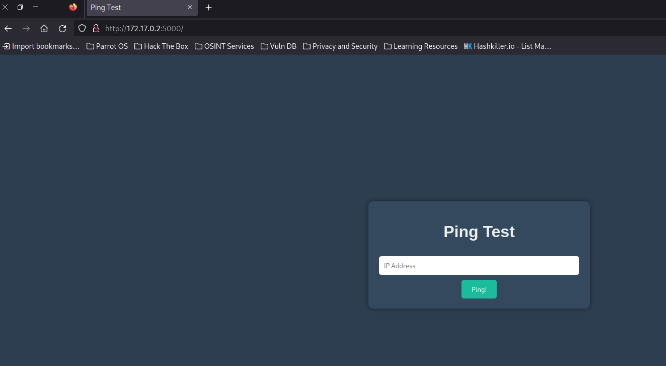 Ping Test
http://172.17.0.2:5000/
Import bookmarks... Parrot OS Hack The Box OSINT Services Vuln DB Privacy and Security Learning Resources Hashkiller.io - List Ma...
Ping Test
IP Address
Ping!